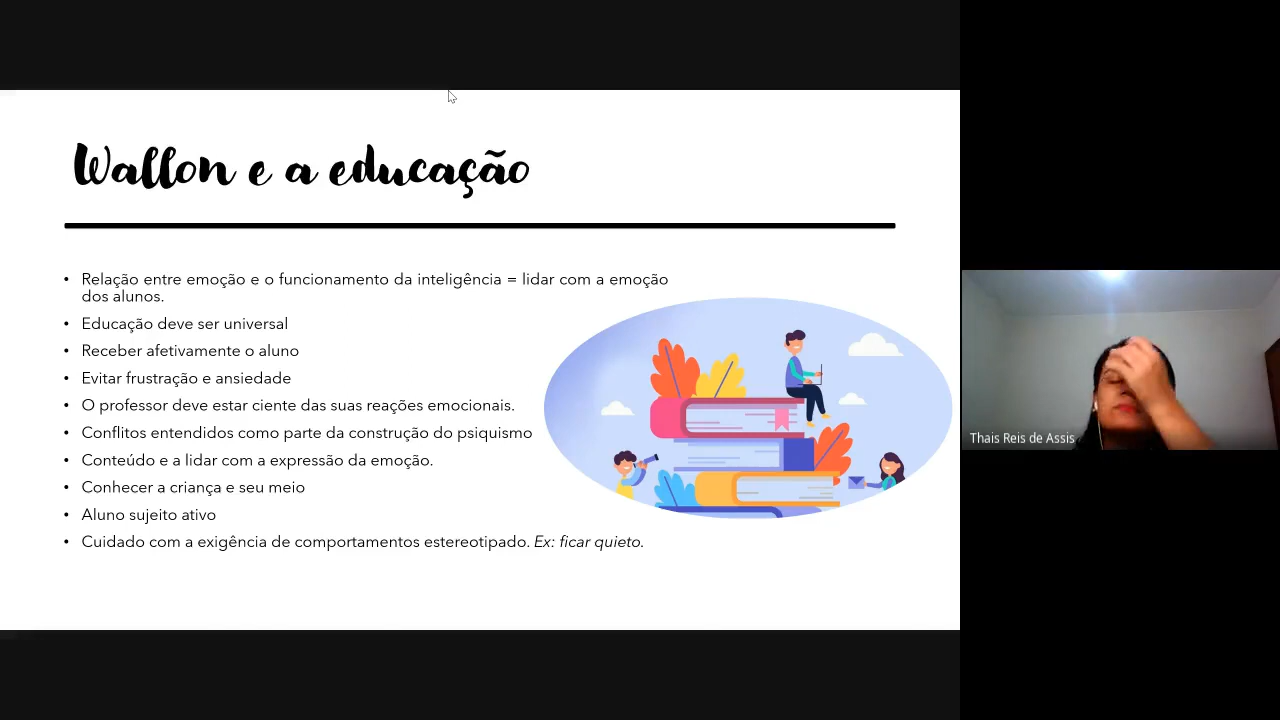 Wallon e a educação
• Relação entre emoção e o funcionamento da inteligência = lidar com a emoção
dos alunos.
• Educação deve ser universal
• Receber afetivamente o aluno
• Evitar frustração e ansiedade
• O professor deve estar ciente das suas reações emocionais.
• Conflitos entendidos como parte da construção do psiquismo
• Conteúdo e a lidar com a expressão da emoção.
• Conhecer a criança e seu meio
• Aluno sujeito ativo
• Cuidado com a exigência de comportamentos estereotipado. Ex: ficar quieto.
Thais Reis de Assis